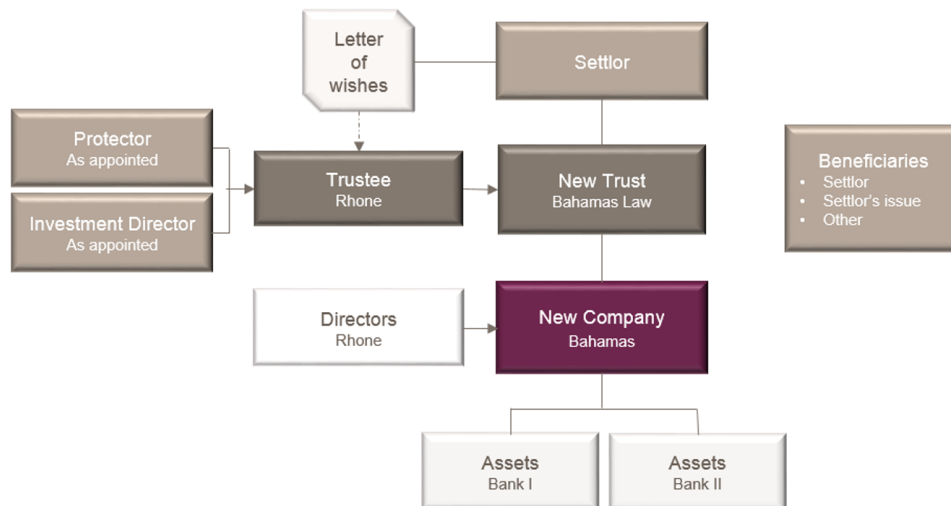 Letter
of
wishes
Settlor
Protector
As appointed
Investment Director
As appointed
Trustee
Rhone
New Trust
Bahamas Law
Beneficiaries
• Settlor
• Settlor's issue
• Other
Directors
Rhone
New Company
Bahamas
Assets
Bank I
Assets
Bank II